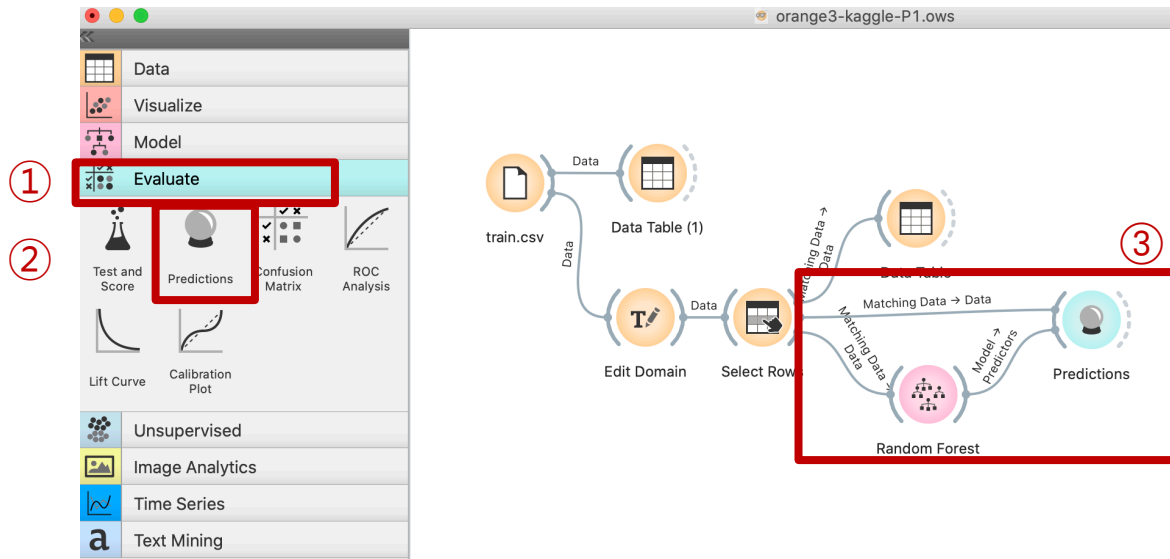 orange3-kaggle-P1.ows
Data
Visualize
Model
①
Evaluate
②
Test and
Score
Predictions
Confusion
Matrix
ROC
Analysis
Lift Curve
Calibration
Plot
Unsupervised
Image Analytics
Time Series
a
Text Mining
train.csv
Data
Data Table (1)
Data
Edit Domain
Data
Select Rows
Matching Data →
Data
Data Table
③
Matching Data → Data
Matching Data →
Data
Model →
Predictors
Random Forest
Predictions